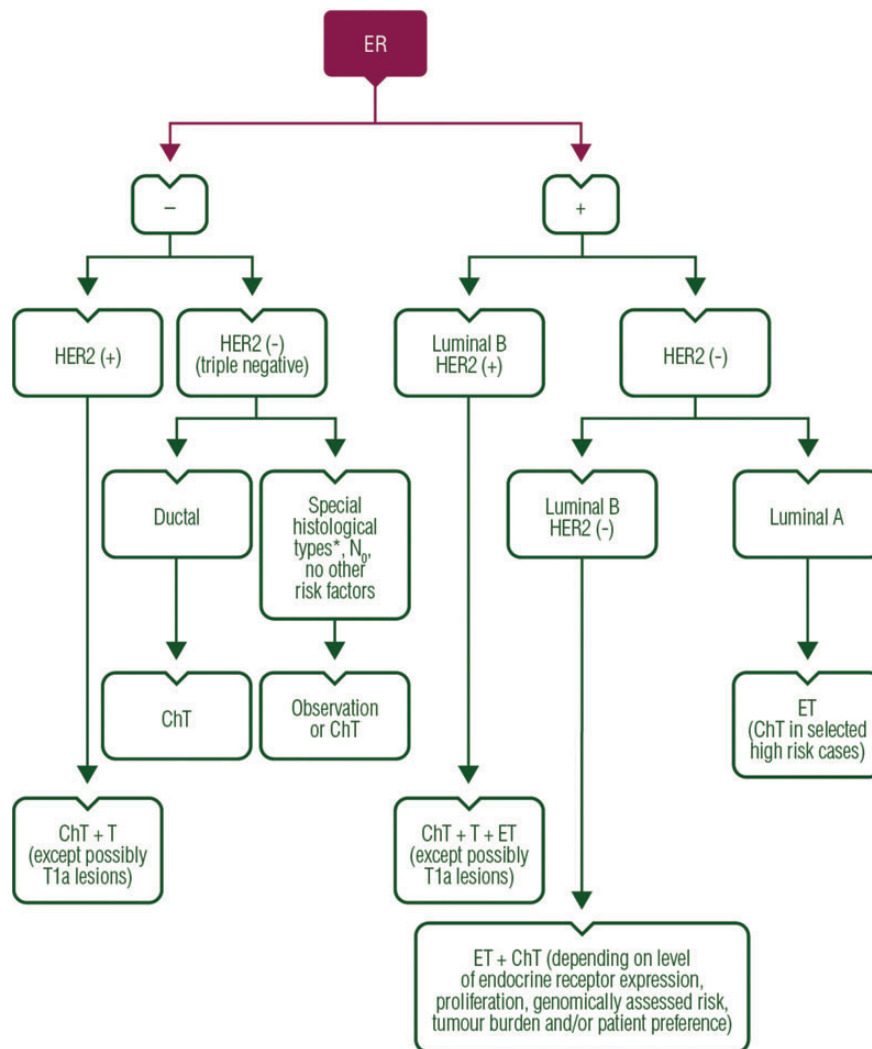 ER
–
+
HER2 (+)
HER2 (-)
(triple negative)
Luminal B
HER2 (+)
HER2 (-)
Ductal
Special
histological
types*, N₀,
no other
risk factors
Luminal B
HER2 (-)
Luminal A
ChT
Observation
or ChT
ET
(ChT in selected
high risk cases)
ChT + T
(except possibly
T1a lesions)
ChT + T + ET
(except possibly
T1a lesions)
ET + ChT (depending on level
of endocrine receptor expression,
proliferation, genomically assessed risk,
tumour burden and/or patient preference)